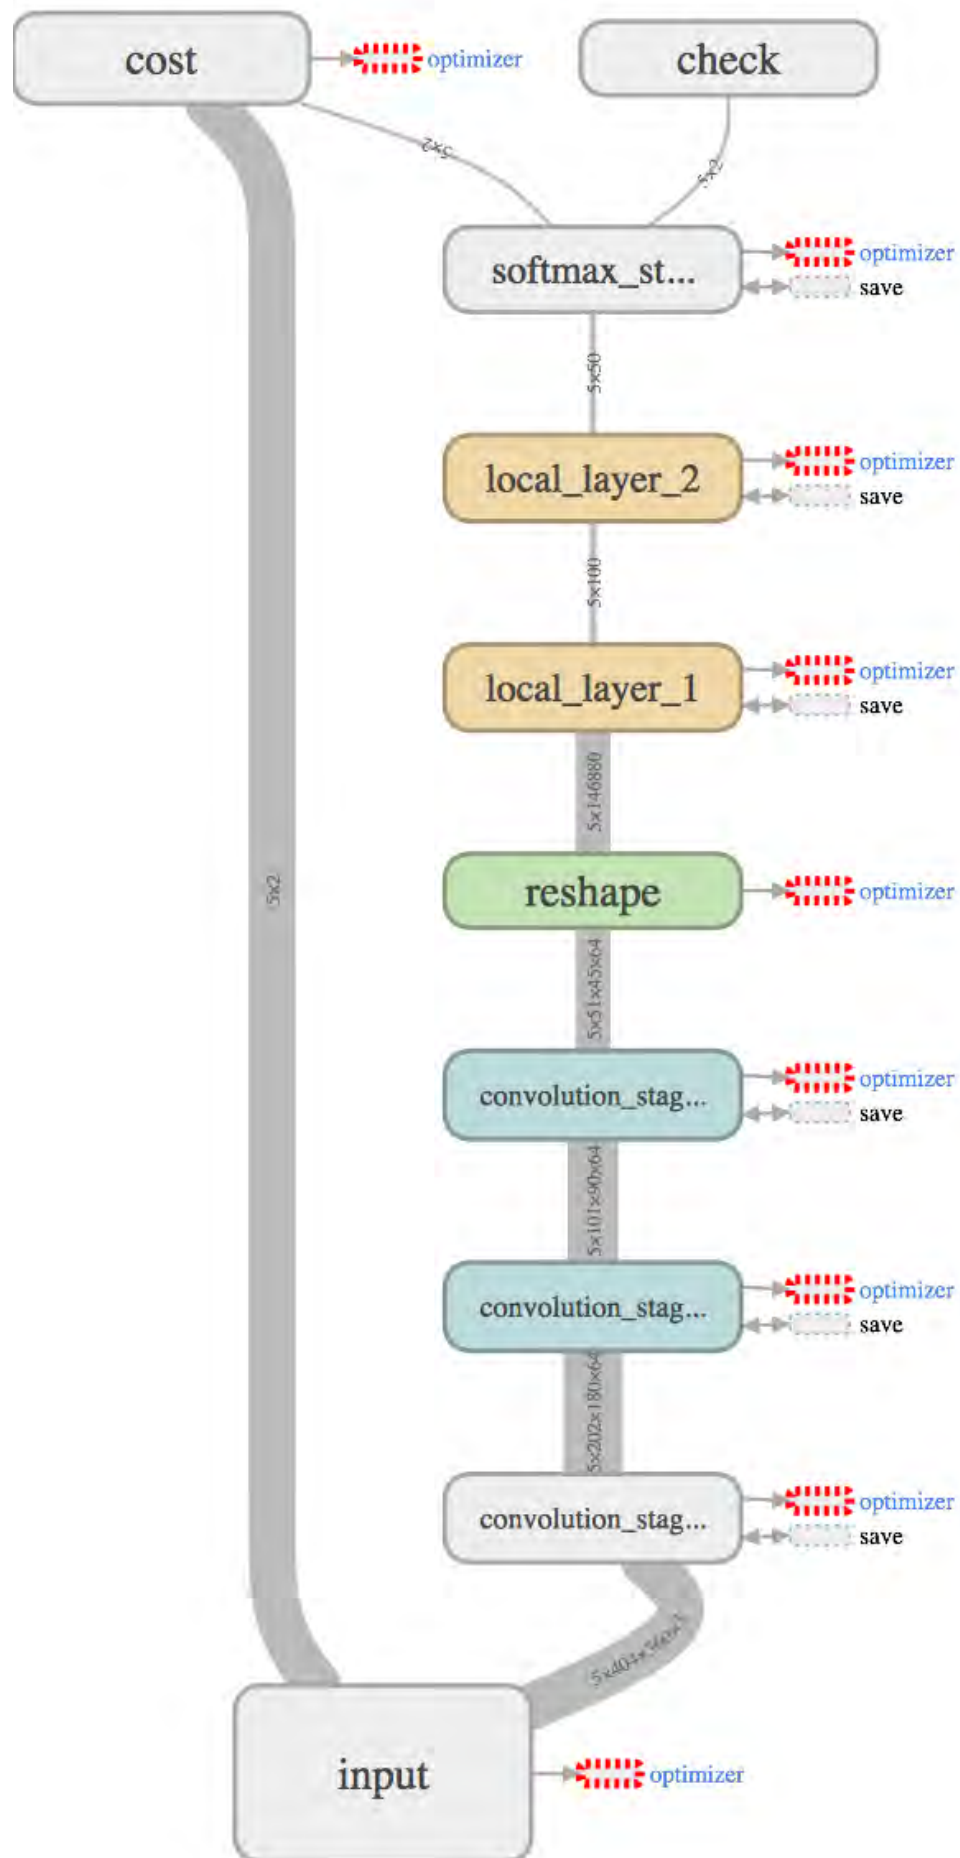 cost optimizer check
5x2 5x2
softmax_st... optimizer
save
5x50
local_layer_2 optimizer
save
5x100
local_layer_1 optimizer
save
5x146880
reshape optimizer
5x2
5x51x45x64
convolution_stag... optimizer
save
5x101x90x64
convolution_stag... optimizer
save
5x202x180x64
convolution_stag... optimizer
save
input optimizer